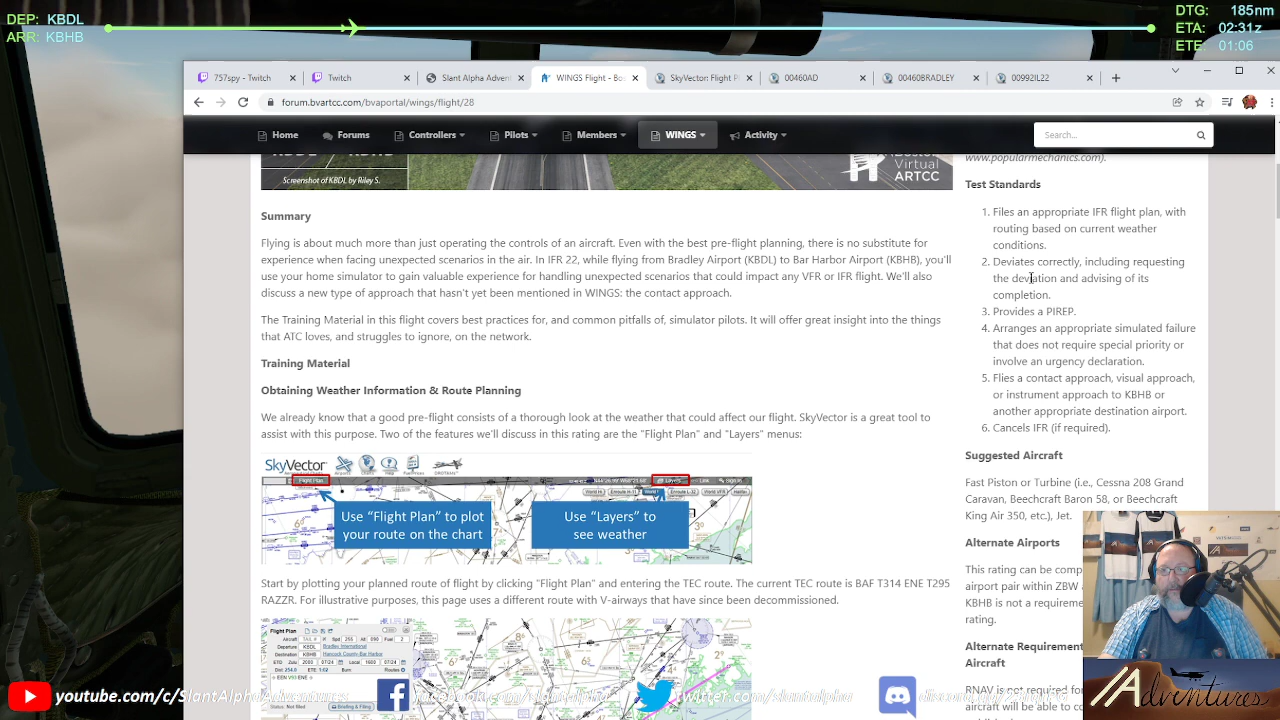 DEP: KBDL
ARR: KBHB
DTG: 185nm
ETA: 02:31z
ETE: 01:06
757spy - Twitch
Twitch
Slant Alpha Advent
WINGS Flight - Bos
SkyVector: Flight P
00460AD
00460BRADLEY
00992IL22
forum.bvartcc.com/bvaportal/wings/flight/28
Home
Forums
Controllers
Pilots
Members
WINGS
Activity
Search...
Screenshot of KBDL by Riley S.
Virtual
ARTCC
www.popularmechanics.com).
Summary
Flying is about much more than just operating the controls of an aircraft. Even with the best pre-flight planning, there is no substitute for
experience when facing unexpected scenarios in the air. In IFR 22, while flying from Bradley Airport (KBDL) to Bar Harbor Airport (KBHB), you'll
use your home simulator to gain valuable experience for handling unexpected scenarios that could impact any VFR or IFR flight. We'll also
discuss a new type of approach that hasn't yet been mentioned in WINGS: the contact approach.
The Training Material in this flight covers best practices for, and common pitfalls of, simulator pilots. It will offer great insight into the things
that ATC loves, and struggles to ignore, on the network.
Training Material
Obtaining Weather Information & Route Planning
We already know that a good pre-flight consists of a thorough look at the weather that could affect our flight. SkyVector is a great tool to
assist with this purpose. Two of the features we'll discuss in this rating are the "Flight Plan" and "Layers" menus:
SkyVector
Flight Plan
Use "Flight Plan" to plot
your route on the chart
Use "Layers" to
see weather
Start by plotting your planned route of flight by clicking "Flight Plan" and entering the TEC route. The current TEC route is BAF T314 ENE T295
RAZZR. For illustrative purposes, this page uses a different route with V-airways that have since been decommissioned.
Flight Plan
Bradley International
Hancock County-Bar Harbor
Test Standards
1. Files an appropriate IFR flight plan, with
routing based on current weather
conditions.
2. Deviates correctly, including requesting
the deviation and advising of its
completion.
3. Provides a PIREP.
4. Arranges an appropriate simulated failure
that does not require special priority or
involve an urgency declaration.
5. Flies a contact approach, visual approach,
or instrument approach to KBHB or
another appropriate destination airport.
6. Cancels IFR (if required).
Suggested Aircraft
Fast Piston or Turbine (i.e., Cessna 208 Grand
Caravan, Beechcraft Baron 58, or Beechcraft
King Air 350, etc.), Jet.
Alternate Airports
This rating can be comp
airport pair within ZBW
KBHB is not a requireme
rating.
Alternate Requirement
Aircraft
RNAV is not required for
aircraft will be able to co
youtube.com/c/SlantAlphaAdventures
Adventures